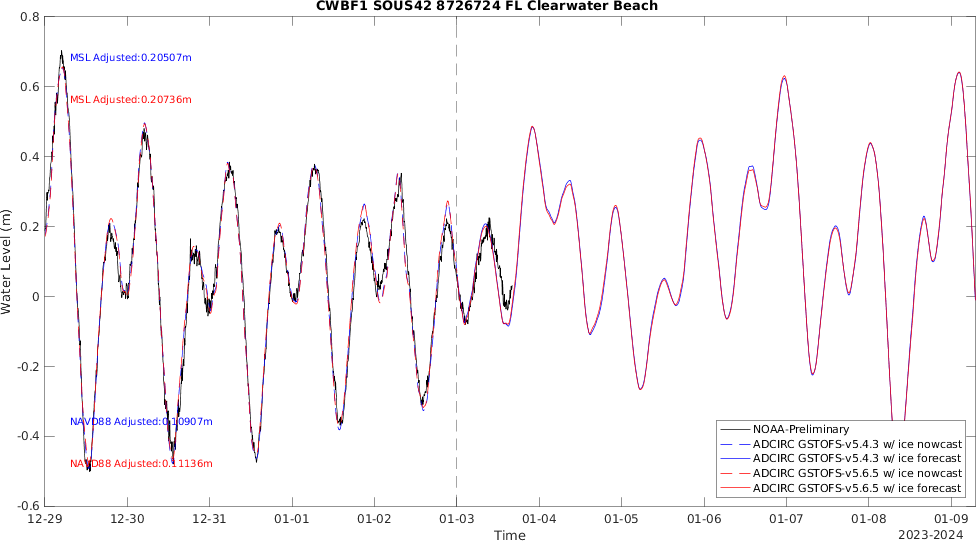 CWBF1 SOUS42 8726724 FL Clearwater Beach
0.8
0.6
0.4
0.2
0
-0.2
-0.4
-0.6
Water Level (m)
MSL Adjusted:0.20507m
MSL Adjusted:0.20736m
NAVD88 Adjusted:0.10907m
NAVD88 Adjusted:0.11136m
NOAA-Preliminary
ADCIRC GSTOFS-v5.4.3 w/ ice nowcast
ADCIRC GSTOFS-v5.4.3 w/ ice forecast
ADCIRC GSTOFS-v5.6.5 w/ ice nowcast
ADCIRC GSTOFS-v5.6.5 w/ ice forecast
12-29 12-30 12-31 01-01 01-02 01-03 01-04 01-05 01-06 01-07 01-08 01-09
Time
2023-2024